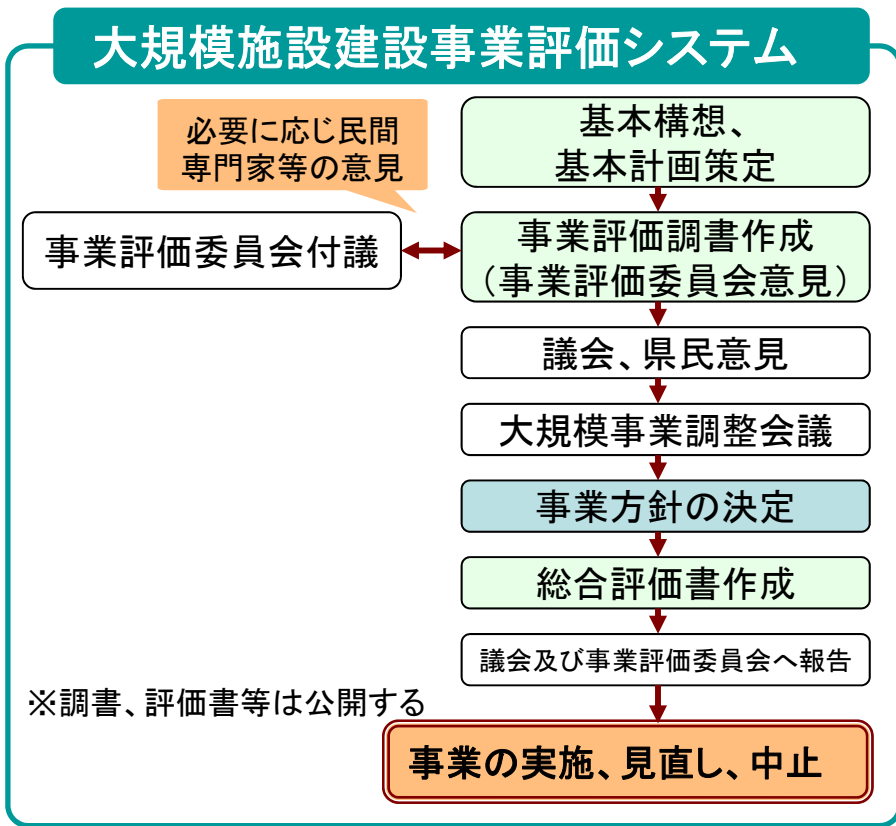 大規模施設建設事業評価システム
必要に応じ民間
専門家等の意見
基本構想、
基本計画策定
事業評価委員会付議
事業評価調書作成
（事業評価委員会意見）
議会、県民意見
大規模事業調整会議
事業方針の決定
総合評価書作成
議会及び事業評価委員会へ報告
※調書、評価書等は公開する
事業の実施、見直し、中止